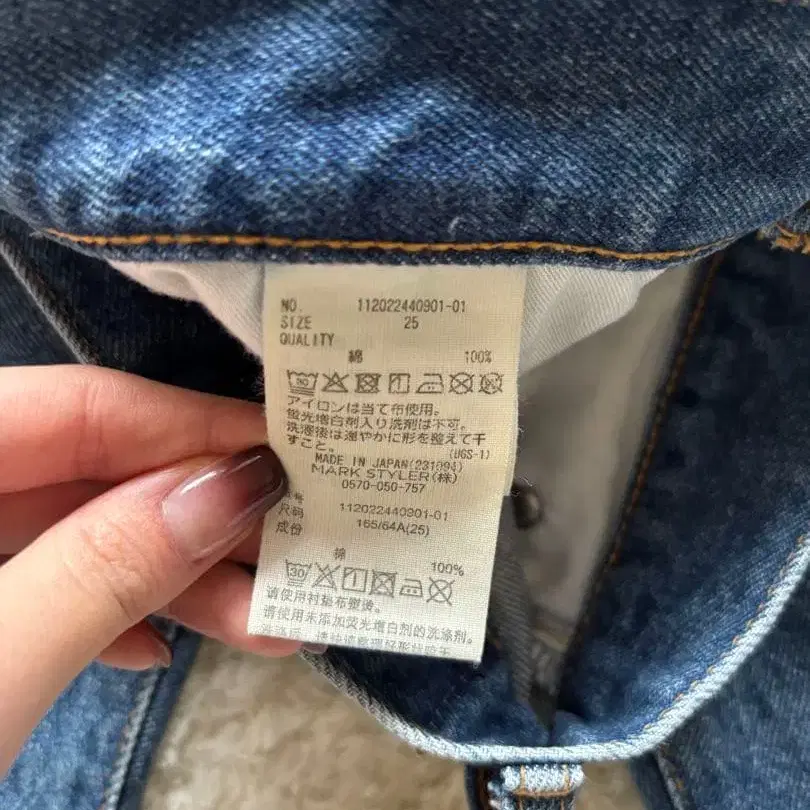 NO. 112022440901-01
SIZE 25
QUALITY
綿 100%
アイロンは当て布使用。
蛍光増白剤入り洗剤は不可。
洗濯後は速やかに形を整えて干
すこと。
(UGS-1)
MADE IN JAPAN(231094)
MARK STYLER(株)
0570-050-757
号 112022440901-01
尺码 165/64A(25)
成份
棉 100%
30
请使用衬垫布熨烫。
请使用未添加荧光增白剂的洗涤剂。